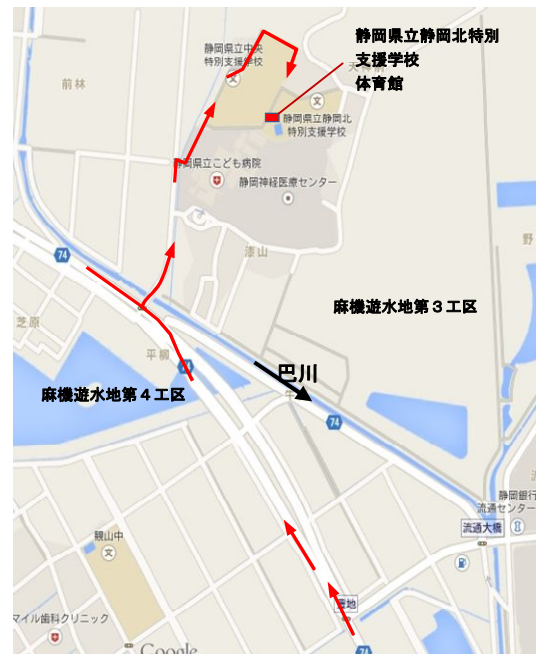 静岡県立静岡北特別
支援学校
体育館
静岡県立中央
特別支援学校
文
前林
文
静岡県立静岡北
特別支援学校
静岡県立こども病院
静岡神経医療センター
漆山
野
74
麻機遊水地第3工区
芝原
平柳
巴川
麻機遊水地第4工区
74
静岡銀行
流通センター
流通大橋
観山中
文
豊地
マイル歯科クリニック
Google
74